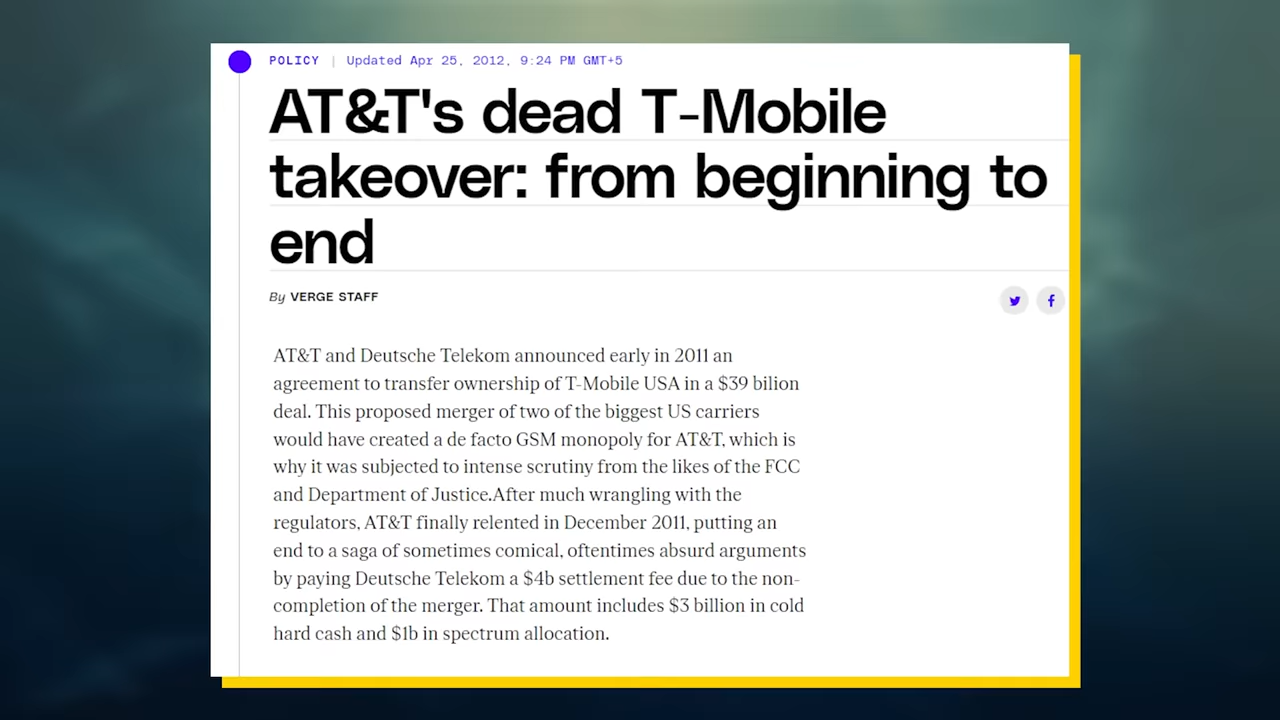 POLICY | Updated Apr 25, 2012, 9:24 PM GMT+5
AT&T's dead T-Mobile
takeover: from beginning to
end
By VERGE STAFF
AT&T and Deutsche Telekom announced early in 2011 an
agreement to transfer ownership of T-Mobile USA in a $39 bilion
deal. This proposed merger of two of the biggest US carriers
would have created a de facto GSM monopoly for AT&T, which is
why it was subjected to intense scrutiny from the likes of the FCC
and Department of Justice.After much wrangling with the
regulators, AT&T finally relented in December 2011, putting an
end to a saga of sometimes comical, oftentimes absurd arguments
by paying Deutsche Telekom a $4b settlement fee due to the non-
completion of the merger. That amount includes $3 billion in cold
hard cash and $1b in spectrum allocation.